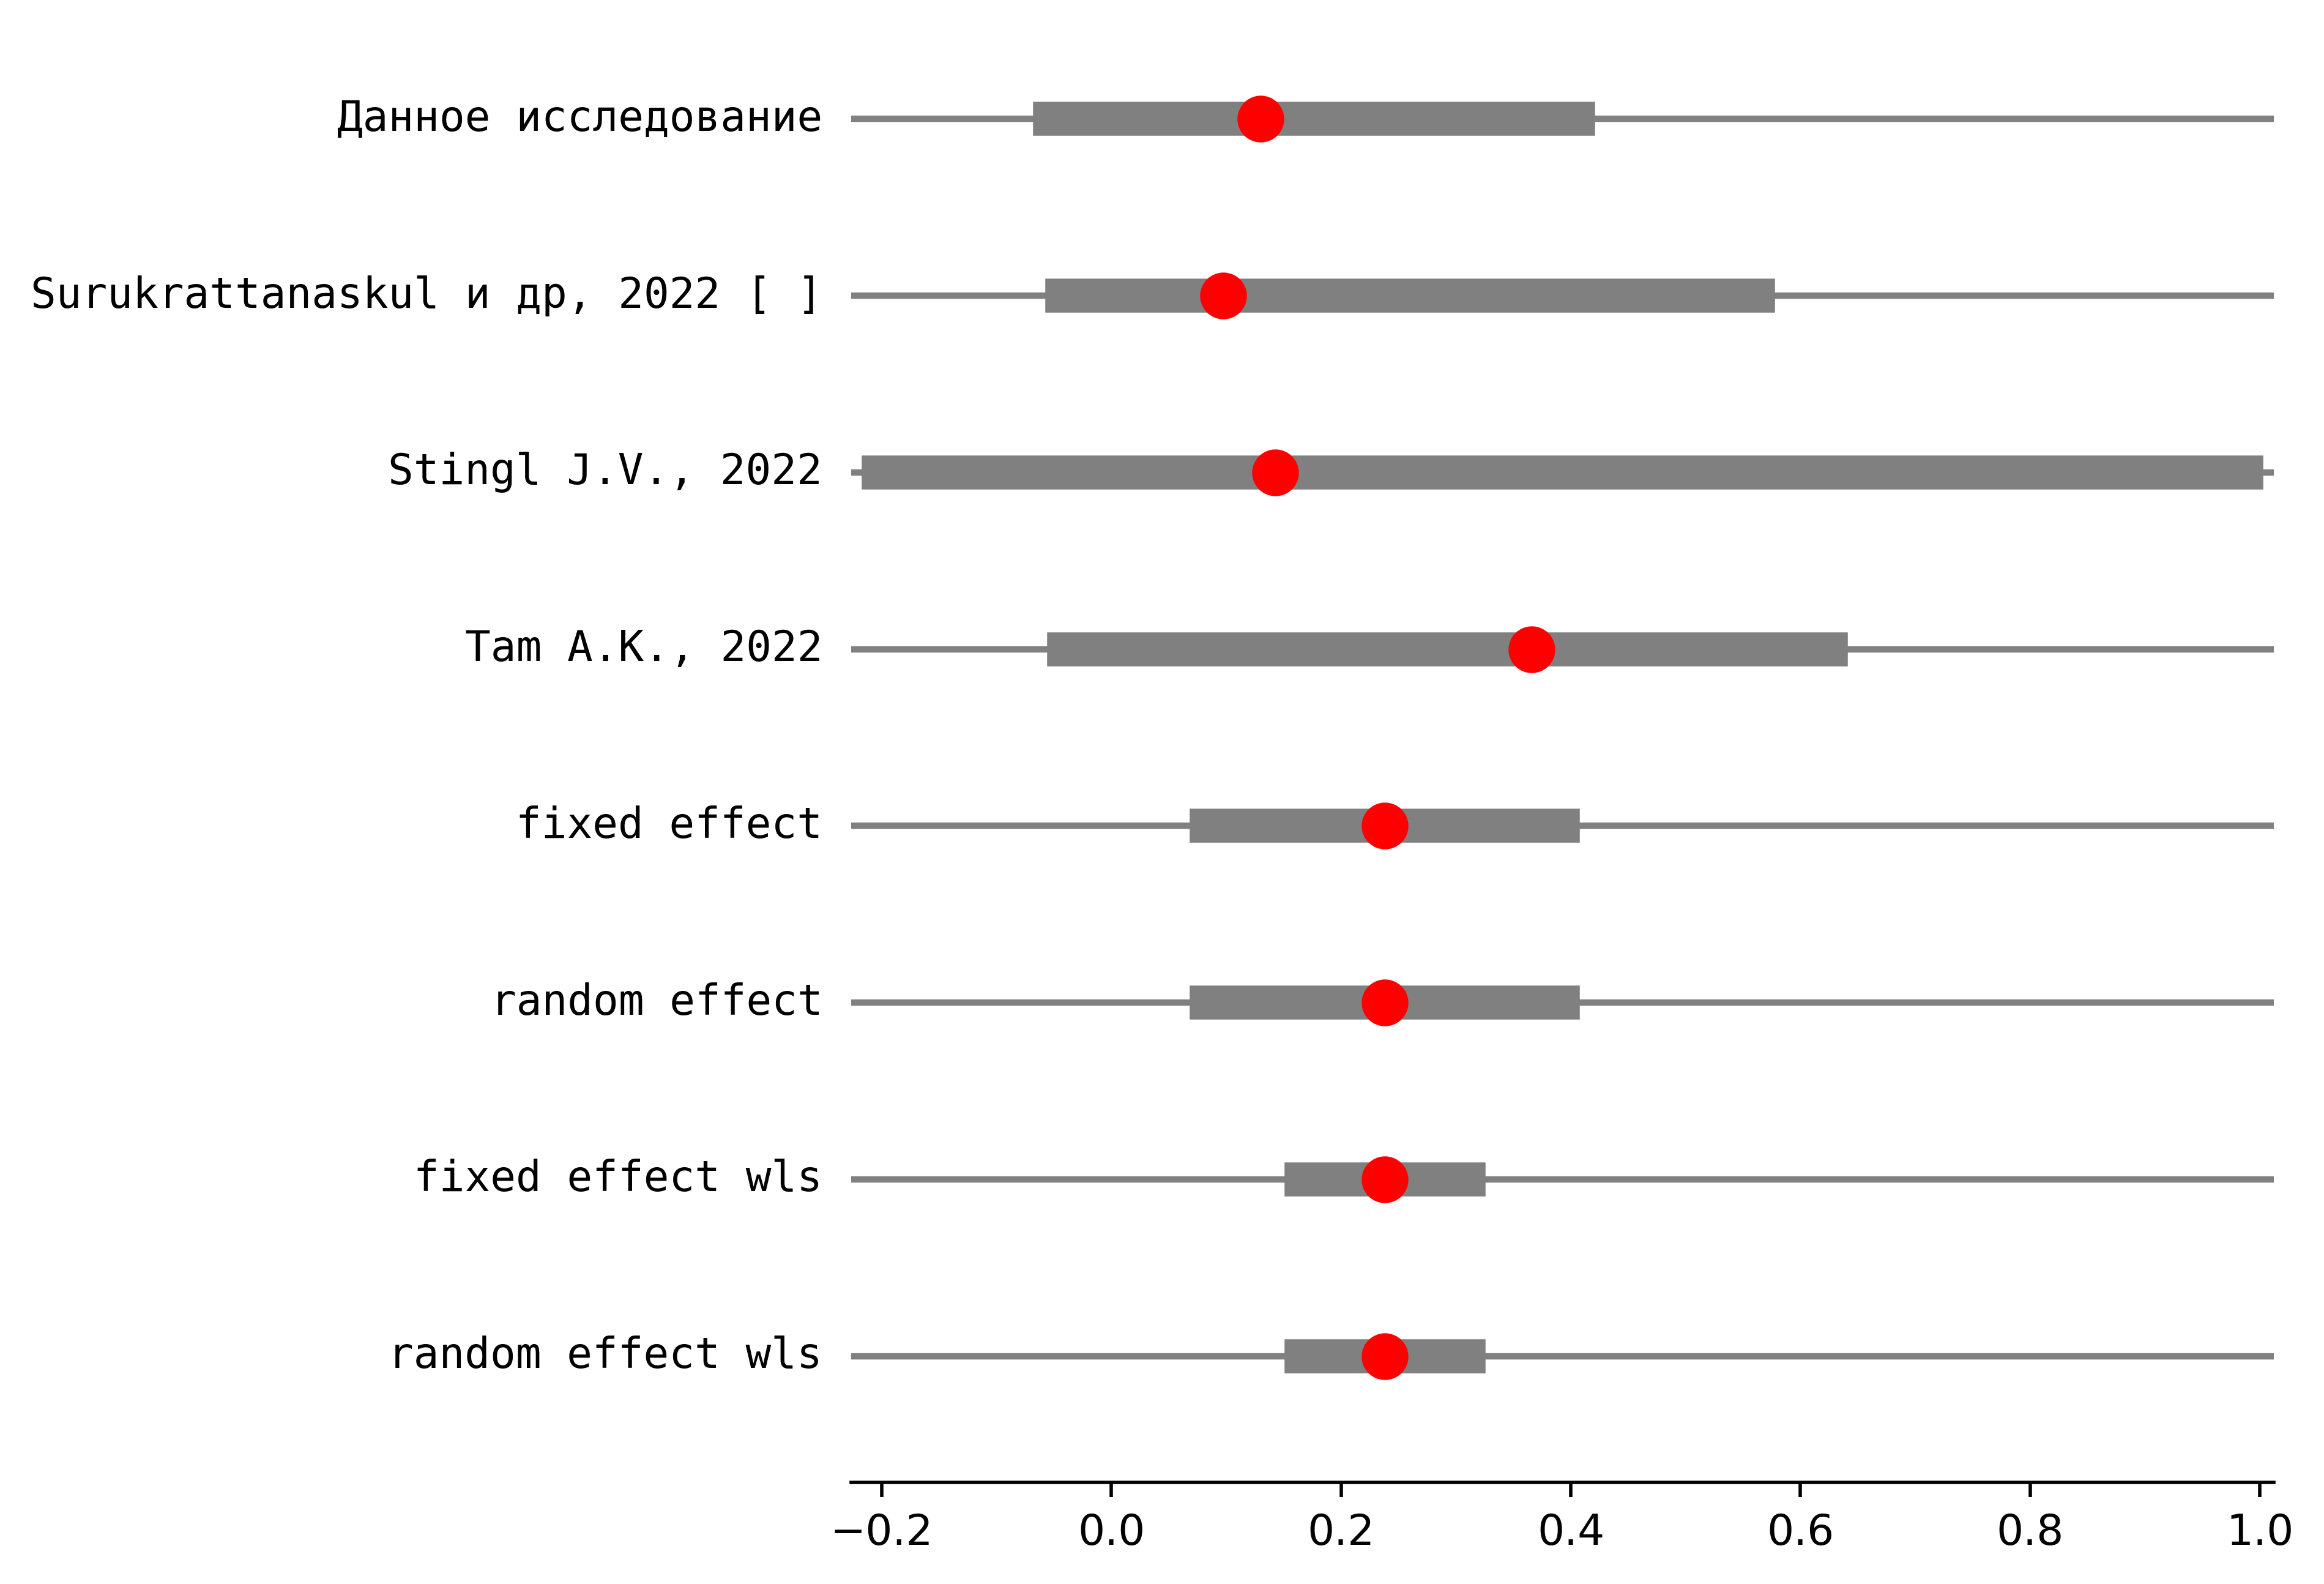 Данное исследование
Surukrattanaskul и др, 2022 [ ]
Stingl J.V., 2022
Tam A.K., 2022
fixed effect
random effect
fixed effect wls
random effect wls
−0.2 0.0 0.2 0.4 0.6 0.8 1.0